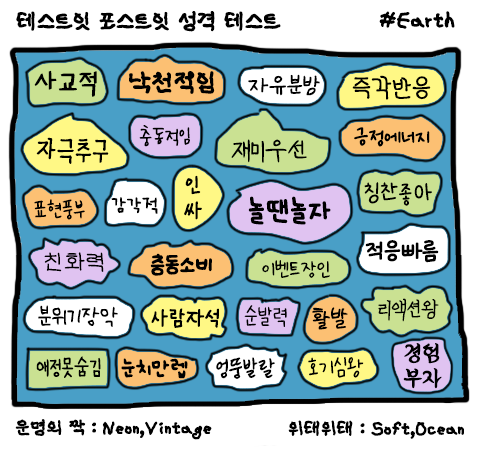 테스트잇 포스트잇 성격 테스트 #Earth
사교적 낙천적임 자유분방 즉각반응
자극추구 충동적임 재미우선 긍정에너지
표현풍부 감각적 인싸 놀땐놀자 칭찬좋아
친화력 충동소비 이벤트장인 적응빠름
분위기장악 사람자석 순발력 활발 리액션왕
애정못숨김 눈치만렙 엉뚱발랄 호기심왕 경험부자
운명의 짝 : Neon,Vintage 위태위태 : Soft,Ocean